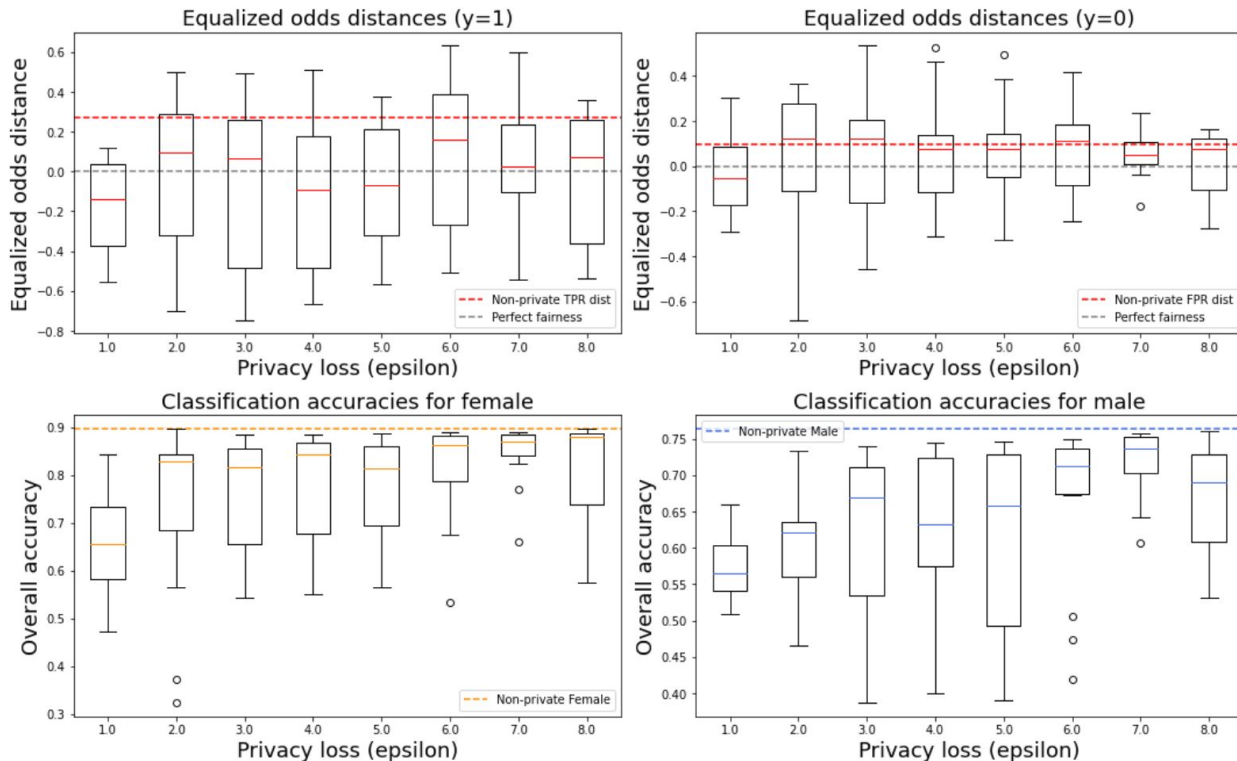 Equalized odds distances (y=1)
Equalized odds distance
0.6
0.4
0.2
0.0
−0.2
−0.4
−0.6
−0.8
Non-private TPR dist
Perfect fairness
1.0 2.0 3.0 4.0 5.0 6.0 7.0 8.0
Privacy loss (epsilon)
Equalized odds distances (y=0)
Equalized odds distance
0.4
0.2
0.0
−0.2
−0.4
−0.6
Non-private FPR dist
Perfect fairness
1.0 2.0 3.0 4.0 5.0 6.0 7.0 8.0
Privacy loss (epsilon)
Classification accuracies for female
Overall accuracy
0.9
0.8
0.7
0.6
0.5
0.4
0.3
Non-private Female
1.0 2.0 3.0 4.0 5.0 6.0 7.0 8.0
Privacy loss (epsilon)
Classification accuracies for male
Overall accuracy
Non-private Male
0.75
0.70
0.65
0.60
0.55
0.50
0.45
0.40
1.0 2.0 3.0 4.0 5.0 6.0 7.0 8.0
Privacy loss (epsilon)